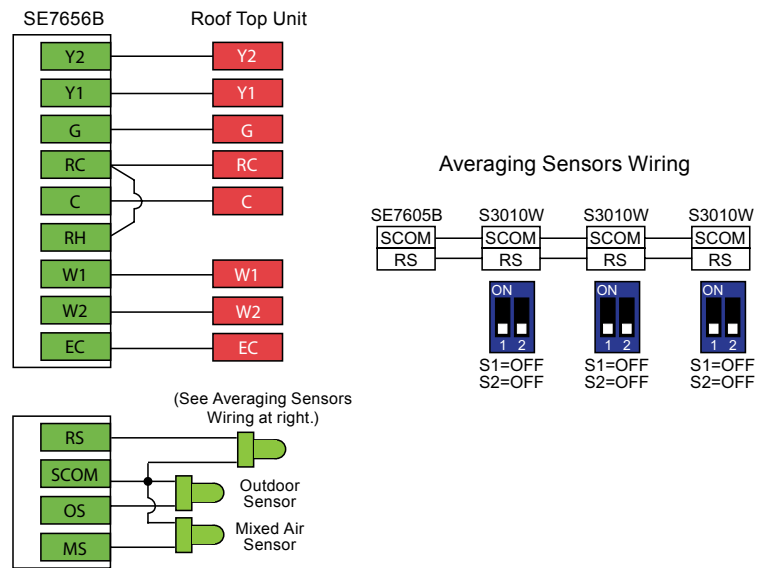 SE7656B
Roof Top Unit
Y2
Y2
Y1
Y1
G
G
RC
RC
C
C
RH
W1
W1
W2
W2
EC
EC
(See Averaging Sensors
Wiring at right.)
RS
SCOM
OS
MS
Outdoor
Sensor
Mixed Air
Sensor
Averaging Sensors Wiring
SE7605B
S3010W
S3010W
S3010W
SCOM
SCOM
SCOM
SCOM
RS
RS
RS
RS
ON
ON
ON
1 2
1 2
1 2
S1=OFF
S2=OFF
S1=OFF
S2=OFF
S1=OFF
S2=OFF